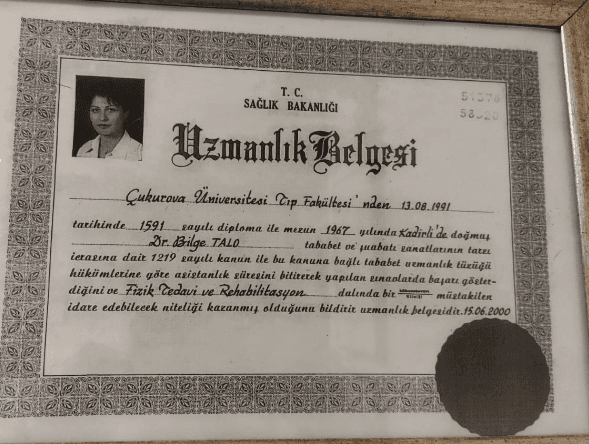 T. C.
SAĞLIK BAKANLIĞI
Uzmanlık Belgesi
Çukurova Üniversitesi Tıp Fakültesi'nden 13.08.1991
tarihinde 1591 sayılı diploma ile mezun 1967 yılında Kadirli'de doğmuş
Dr. Bilge TALO tababet ve şuabatı sanatlarının tarzı
icrasına dair 1219 sayılı kanun ile bu kanuna bağlı tababet uzmanlık tüzüğü
hükümlerine göre asistanlık süresini bitirerek yapılan sınavlarda başarı göster-
diğini ve Fizik Tedavi ve Rehabilitasyon dalında bir müstakilen
idare edebilecek niteliği kazanmış olduğunu bildirir uzmanlık belgesidir. 15.06.2000